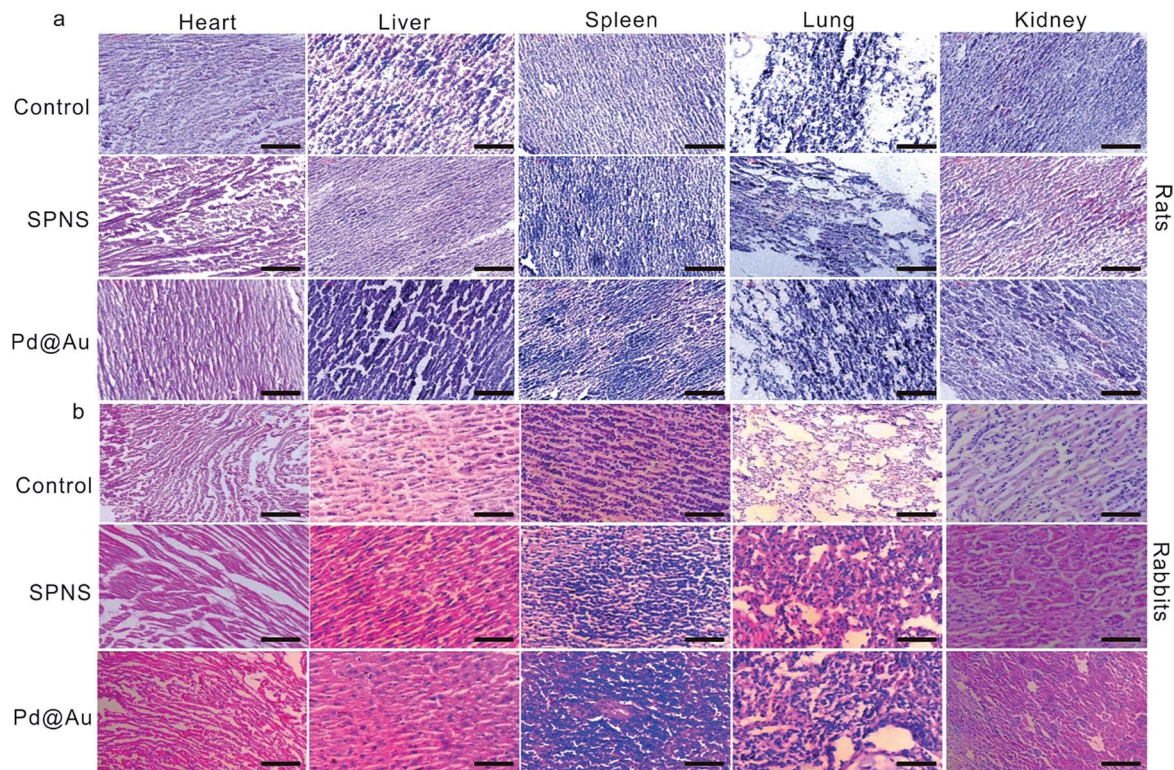 a
Heart Liver Spleen Lung Kidney
Control
SPNS
Pd@Au
Rats
b
Control
SPNS
Pd@Au
Rabbits